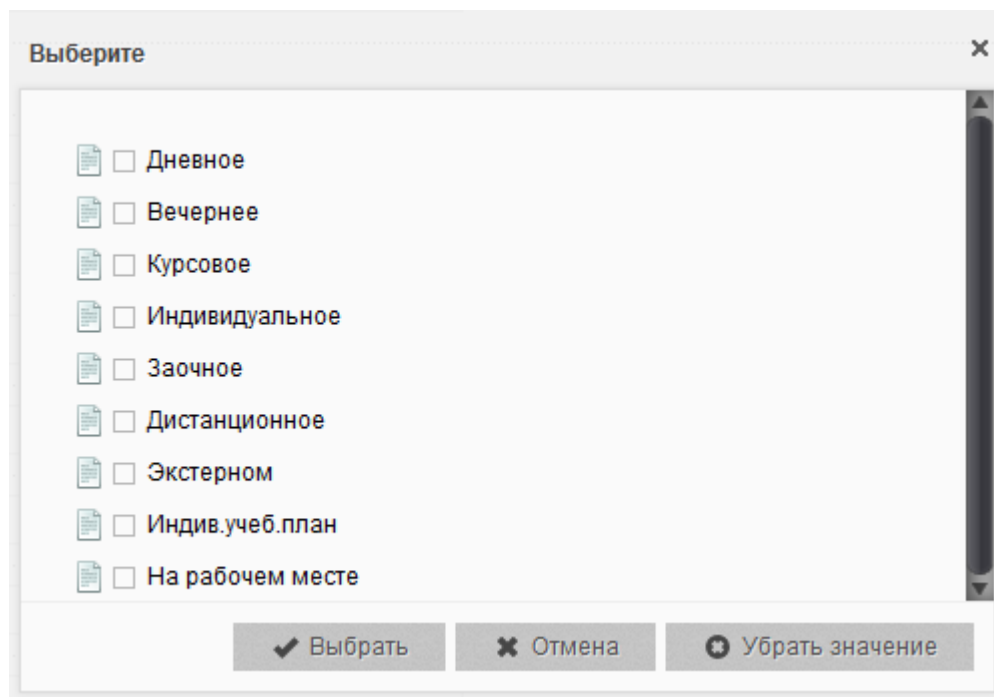 Выберите
Дневное
Вечернее
Курсовое
Индивидуальное
Заочное
Дистанционное
Экстерном
Индив.учеб.план
На рабочем месте
Выбрать Отмена Убрать значение